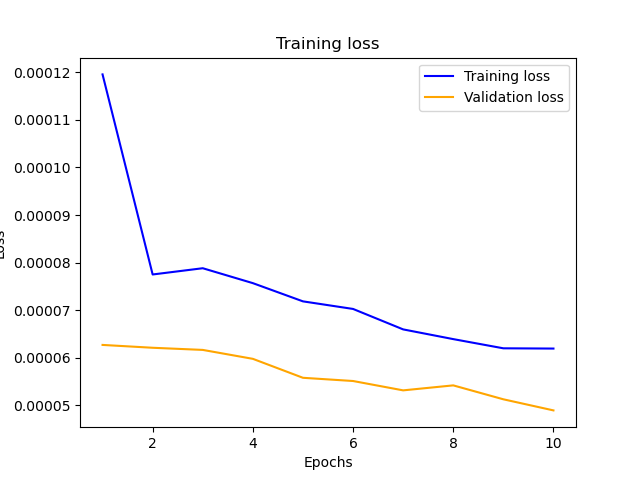 Training loss
Training loss
Validation loss
0.00012
0.00011
0.00010
0.00009
0.00008
0.00007
0.00006
0.00005
Loss
2 4 6 8 10
Epochs